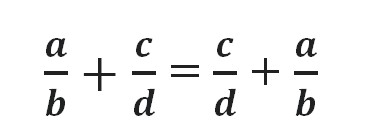 a/b + c/d = c/d + a/b